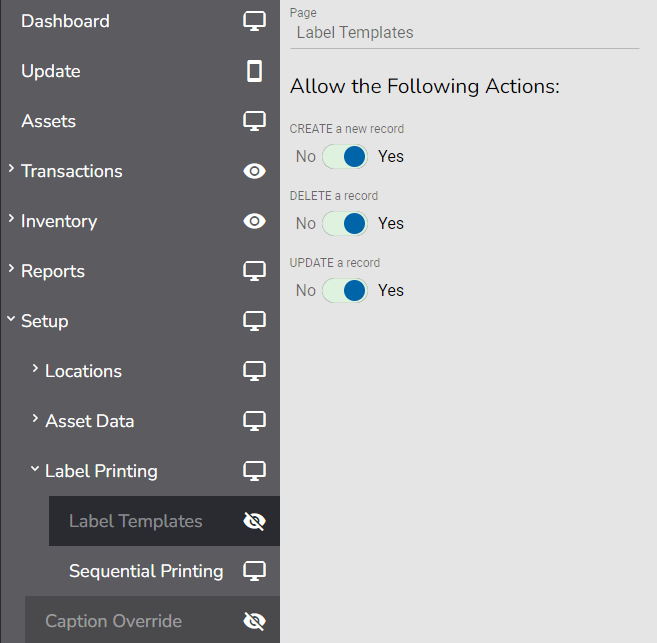 Dashboard
Update
Assets
Transactions
Inventory
Reports
Setup
Locations
Asset Data
Label Printing
Label Templates
Sequential Printing
Caption Override
Page
Label Templates
Allow the Following Actions:
CREATE a new record
No Yes
DELETE a record
No Yes
UPDATE a record
No Yes